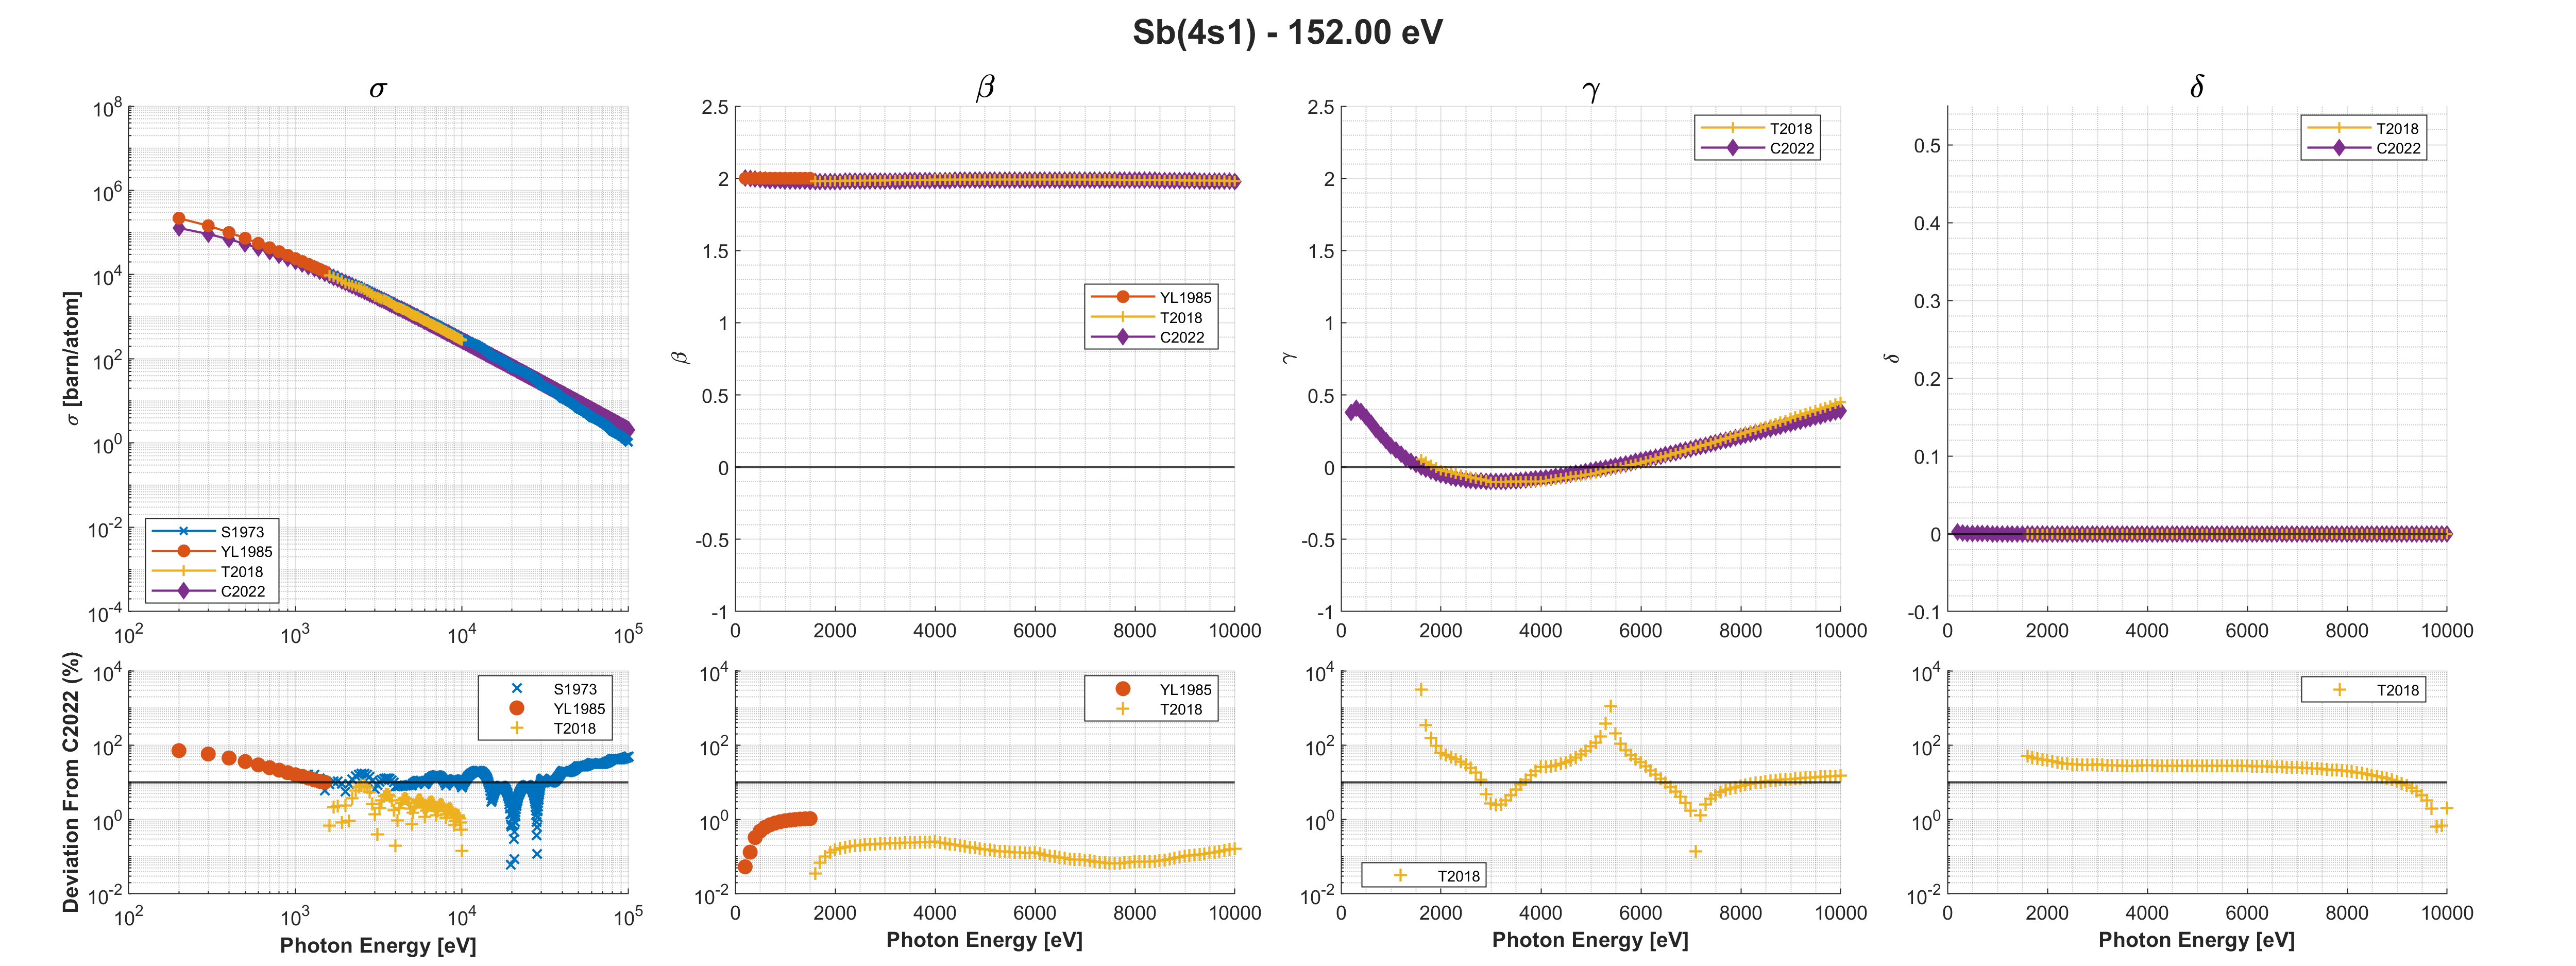 Sb(4s1) - 152.00 eV
σ
σ [barn/atom]
10^8
10^6
10^4
10^2
10^0
10^-2
10^-4
10^2 10^3 10^4 10^5
S1973
YL1985
T2018
C2022
β
β
2.5
2
1.5
1
0.5
0
-0.5
-1
0 2000 4000 6000 8000 10000
YL1985
T2018
C2022
γ
γ
2.5
2
1.5
1
0.5
0
-0.5
-1
0 2000 4000 6000 8000 10000
T2018
C2022
δ
δ
0.5
0.4
0.3
0.2
0.1
0
-0.1
0 2000 4000 6000 8000 10000
T2018
C2022
Deviation From C2022 (%)
10^4
10^2
10^0
10^-2
10^2 10^3 10^4 10^5
Photon Energy [eV]
S1973
YL1985
T2018
10^4
10^2
10^0
10^-2
0 2000 4000 6000 8000 10000
Photon Energy [eV]
YL1985
T2018
10^4
10^2
10^0
10^-2
0 2000 4000 6000 8000 10000
Photon Energy [eV]
T2018
10^4
10^2
10^0
10^-2
0 2000 4000 6000 8000 10000
Photon Energy [eV]
T2018